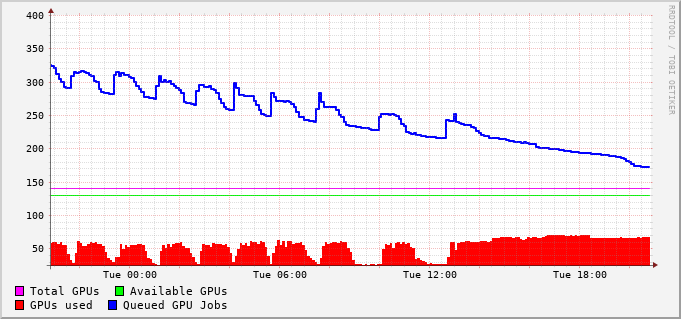 400
350
300
250
200
150
100
50
Tue 00:00 Tue 06:00 Tue 12:00 Tue 18:00
Total GPUs Available GPUs
GPUs used Queued GPU Jobs
RRDTOOL / TOBI OETIKER